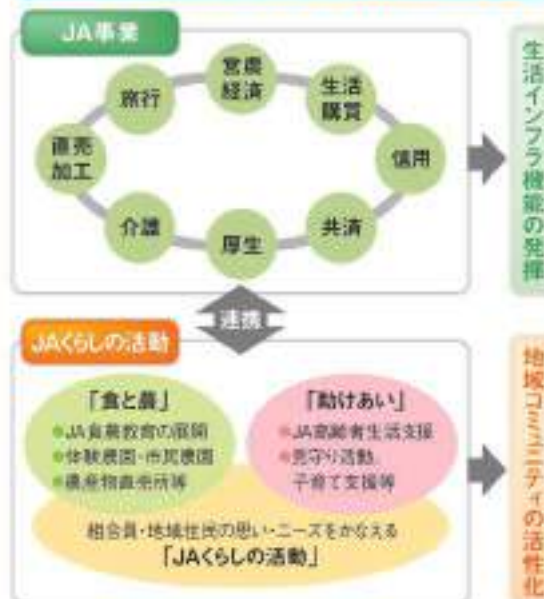 JA事業
営農
経済
生活
購買
信用
共済
厚生
介護
直売
加工
旅行
生活インフラ機能の発揮
連携
JAくらしの活動
「食と農」
●JA食農教育の展開
●体験農園・市民農園
●農産物直売所等
「助けあい」
●JA高齢者生活支援
●見守り活動、
子育て支援等
組合員・地域住民の思い・ニーズをかなえる
「JAくらしの活動」
地域コミュニティの活性化